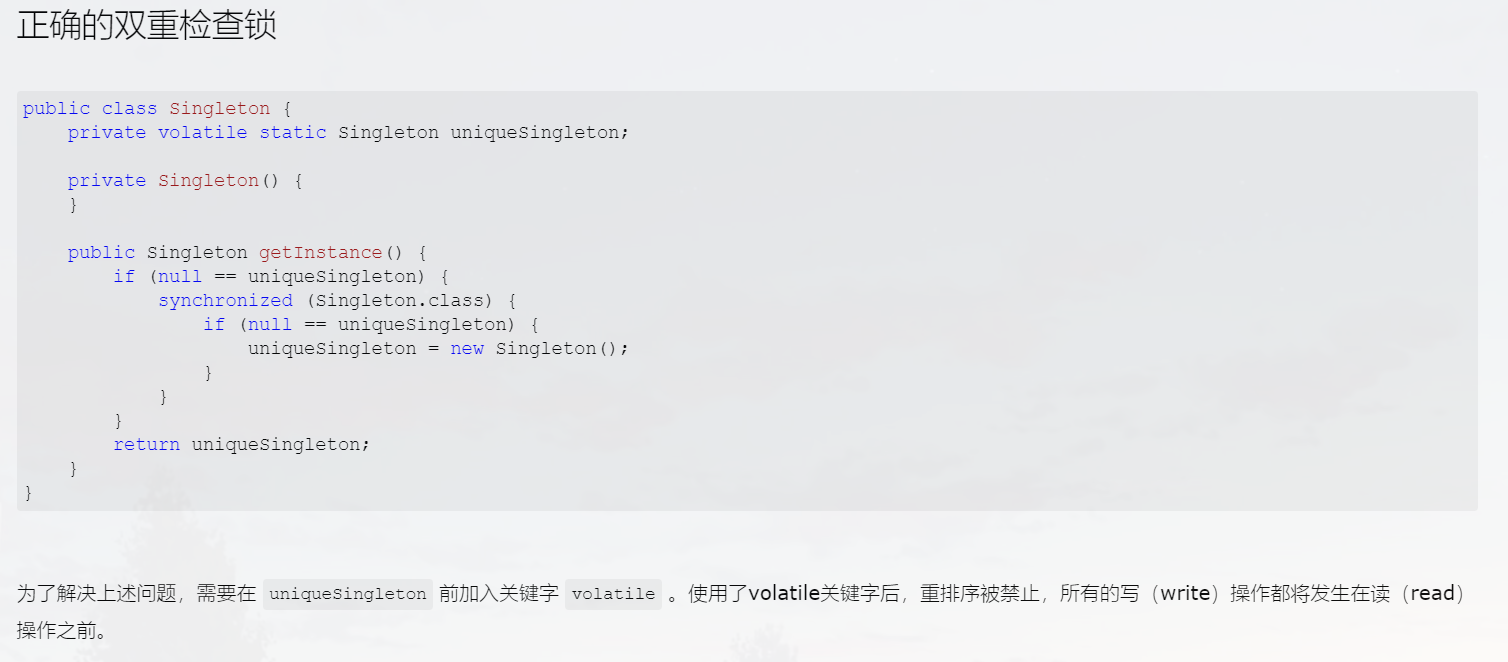 正确的双重检查锁
public class Singleton {
    private volatile static Singleton uniqueSingleton;
    private Singleton() {
    }
    public Singleton getInstance() {
        if (null == uniqueSingleton) {
            synchronized (Singleton.class) {
                if (null == uniqueSingleton) {
                    uniqueSingleton = new Singleton();
                }
            }
        }
        return uniqueSingleton;
    }
}
为了解决上述问题，需要在 uniqueSingleton 前加入关键字 volatile 。使用了volatile关键字后，重排序被禁止，所有的写（write）操作都将发生在读（read）
操作之前。